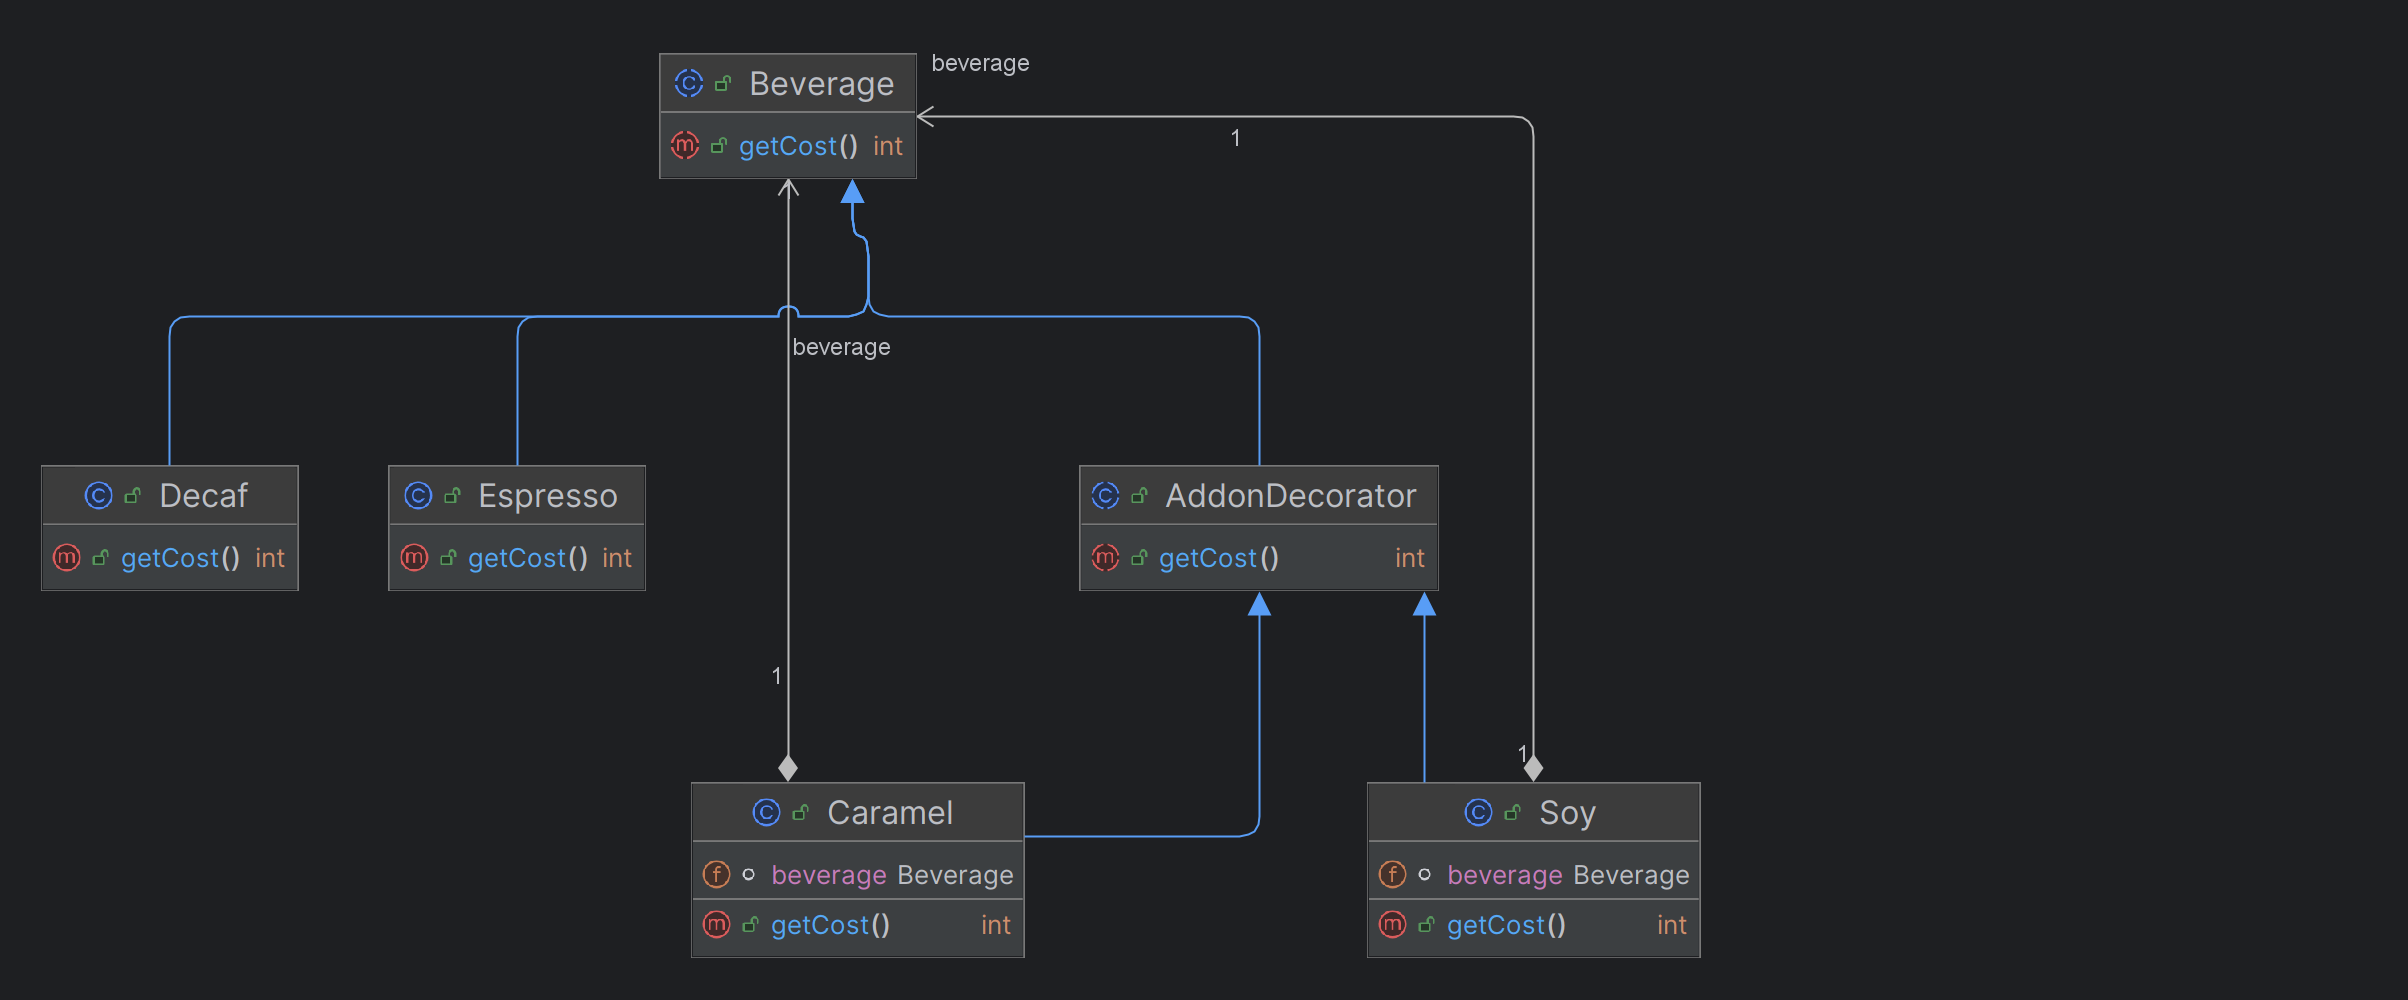 Beverage
beverage
getCost() int
1
beverage
Decaf
getCost() int
Espresso
getCost() int
AddonDecorator
getCost() int
1
1
Caramel
beverage Beverage
getCost() int
Soy
beverage Beverage
getCost() int